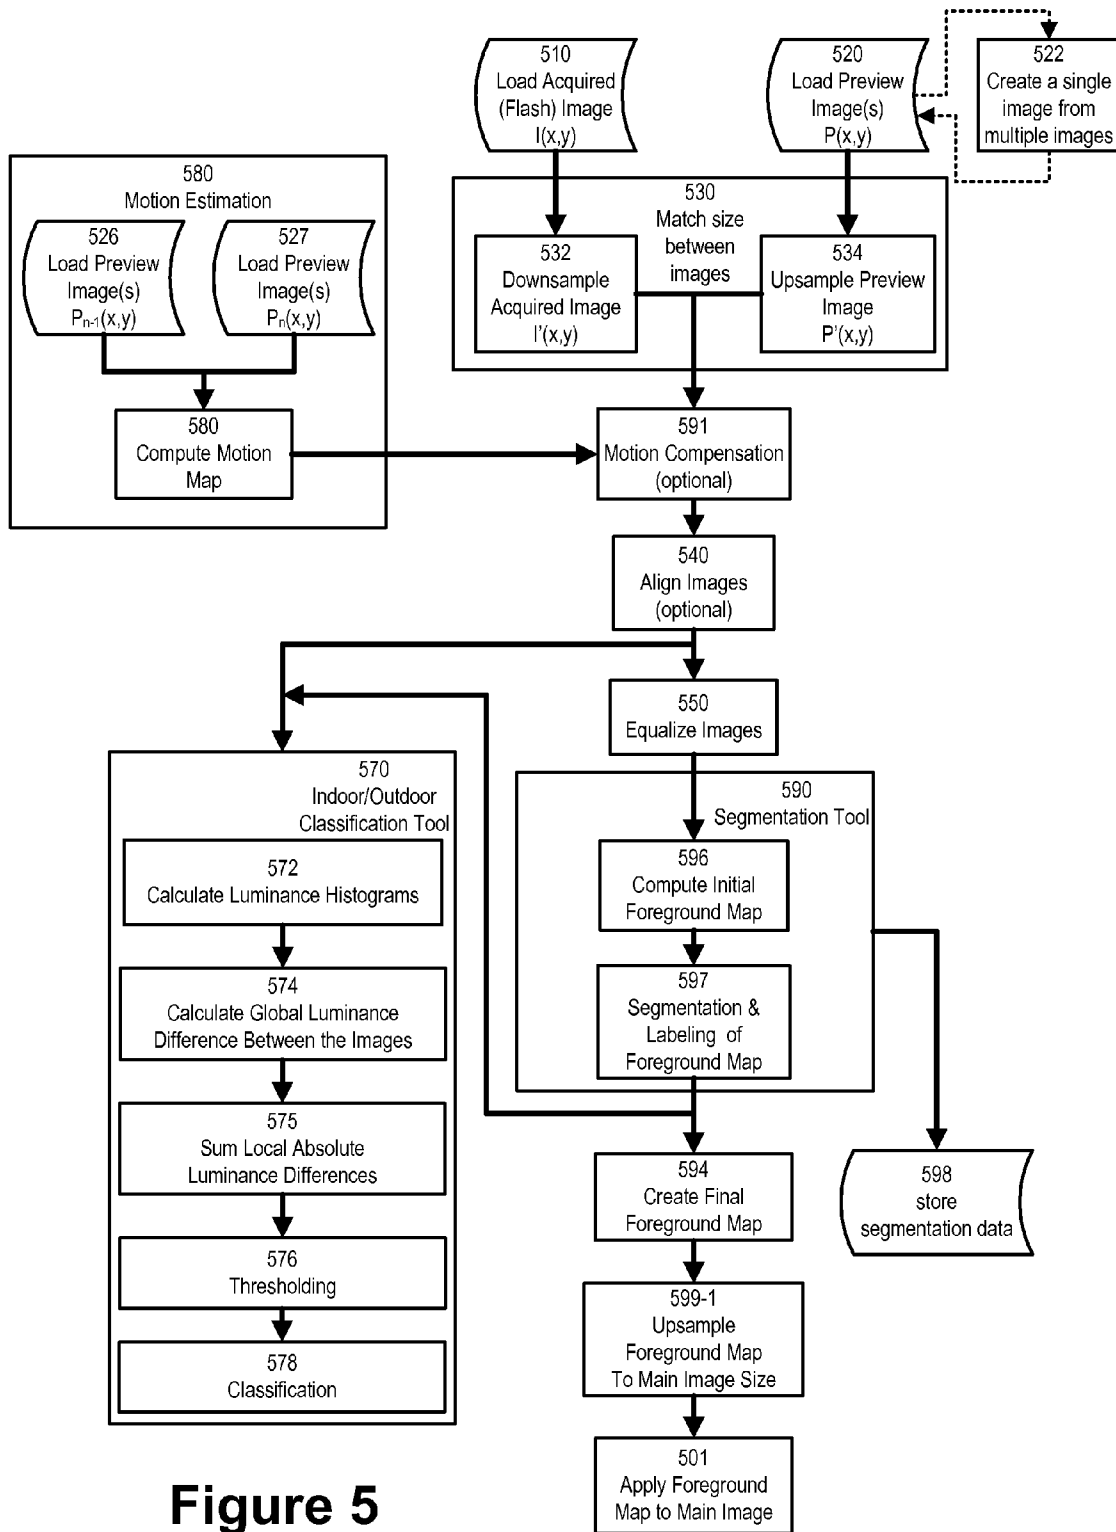 510
Load Acquired
(Flash) Image
I(x,y)
520
Load Preview
Image(s)
P(x,y)
522
Create a single
image from
multiple images
580
Motion Estimation
526
Load Preview
Image(s)
Pn-1(x,y)
527
Load Preview
Image(s)
Pn(x,y)
530
Match size
between
images
532
Downsample
Acquired Image
I'(x,y)
534
Upsample Preview
Image
P'(x,y)
580
Compute Motion
Map
591
Motion Compensation
(optional)
540
Align Images
(optional)
550
Equalize Images
570
Indoor/Outdoor
Classification Tool
572
Calculate Luminance Histograms
574
Calculate Global Luminance
Difference Between the Images
575
Sum Local Absolute
Luminance Differences
576
Thresholding
578
Classification
590
Segmentation Tool
596
Compute Initial
Foreground Map
597
Segmentation &
Labeling of
Foreground Map
594
Create Final
Foreground Map
598
store
segmentation data
599-1
Upsample
Foreground Map
To Main Image Size
501
Apply Foreground
Map to Main Image
Figure 5